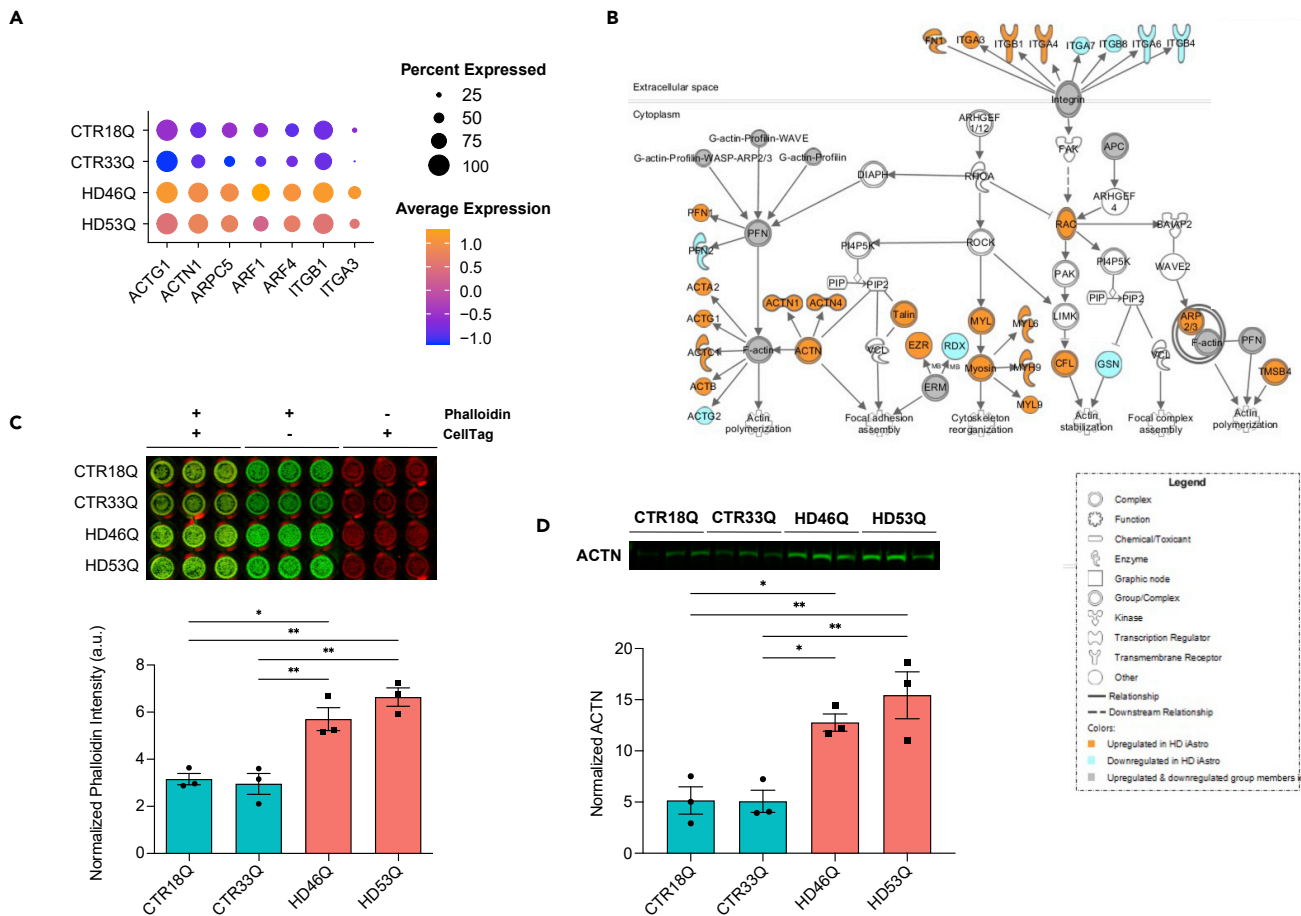 A
Percent Expressed
25
50
75
100
CTR18Q
CTR33Q
HD46Q
HD53Q
Average Expression
1.0
0.5
0.0
−0.5
−1.0
ACTG1
ACTN1
ARPC5
ARF1
ARF4
ITGB1
ITGA3
B
FN1
ITGA3
ITGB1
ITGA4
ITGA7
ITGB8
ITGA6
ITGB4
Extracellular space
Integrin
Cytoplasm
ARHGEF
1/12
G-actin-Profilin-WAVE
G-actin-Profilin-WASP-ARP2/3
G-actin-Profilin
FAK
APC
DIAPH
RHOA
ARHGEF
4
PFN1
PFN
PFN2
RAC
BAIAP2
ROCK
PI4P5K
PI4P5K
WAVE2
PAK
PIP
PIP2
PIP
PIP2
ACTA2
ACTN1
ACTN4
Talin
MYL
LIMK
ARP
2/3
ACTG1
MYL6
F-actin
PFN
ACTC1
F-actin
ACTN
VCL
EZR
RDX
MB
MB
Myosin
MYH9
CFL
GSN
VCL
TMSB4
ACTB
ERM
MYL9
ACTG2
Actin
polymerization
Focal adhesion
assembly
Cytoskeleton
reorganization
Actin
stabilization
Focal complex
assembly
Actin
polymerization
C
+ + - Phalloidin
+ - + CellTag
CTR18Q
CTR33Q
HD46Q
HD53Q
*
**
**
**
Normalized Phalloidin Intensity (a.u.)
8
6
4
2
0
CTR18Q
CTR33Q
HD46Q
HD53Q
D
CTR18Q CTR33Q HD46Q HD53Q
ACTN
*
**
**
*
Normalized ACTN
20
15
10
5
0
CTR18Q
CTR33Q
HD46Q
HD53Q
Legend
Complex
Function
Chemical/Toxicant
Enzyme
Graphic node
Group/Complex
Kinase
Transcription Regulator
Transmembrane Receptor
Other
Relationship
Downstream Relationship
Colors:
Upregulated in HD iAstro
Downregulated in HD iAstro
Upregulated & downregulated group members